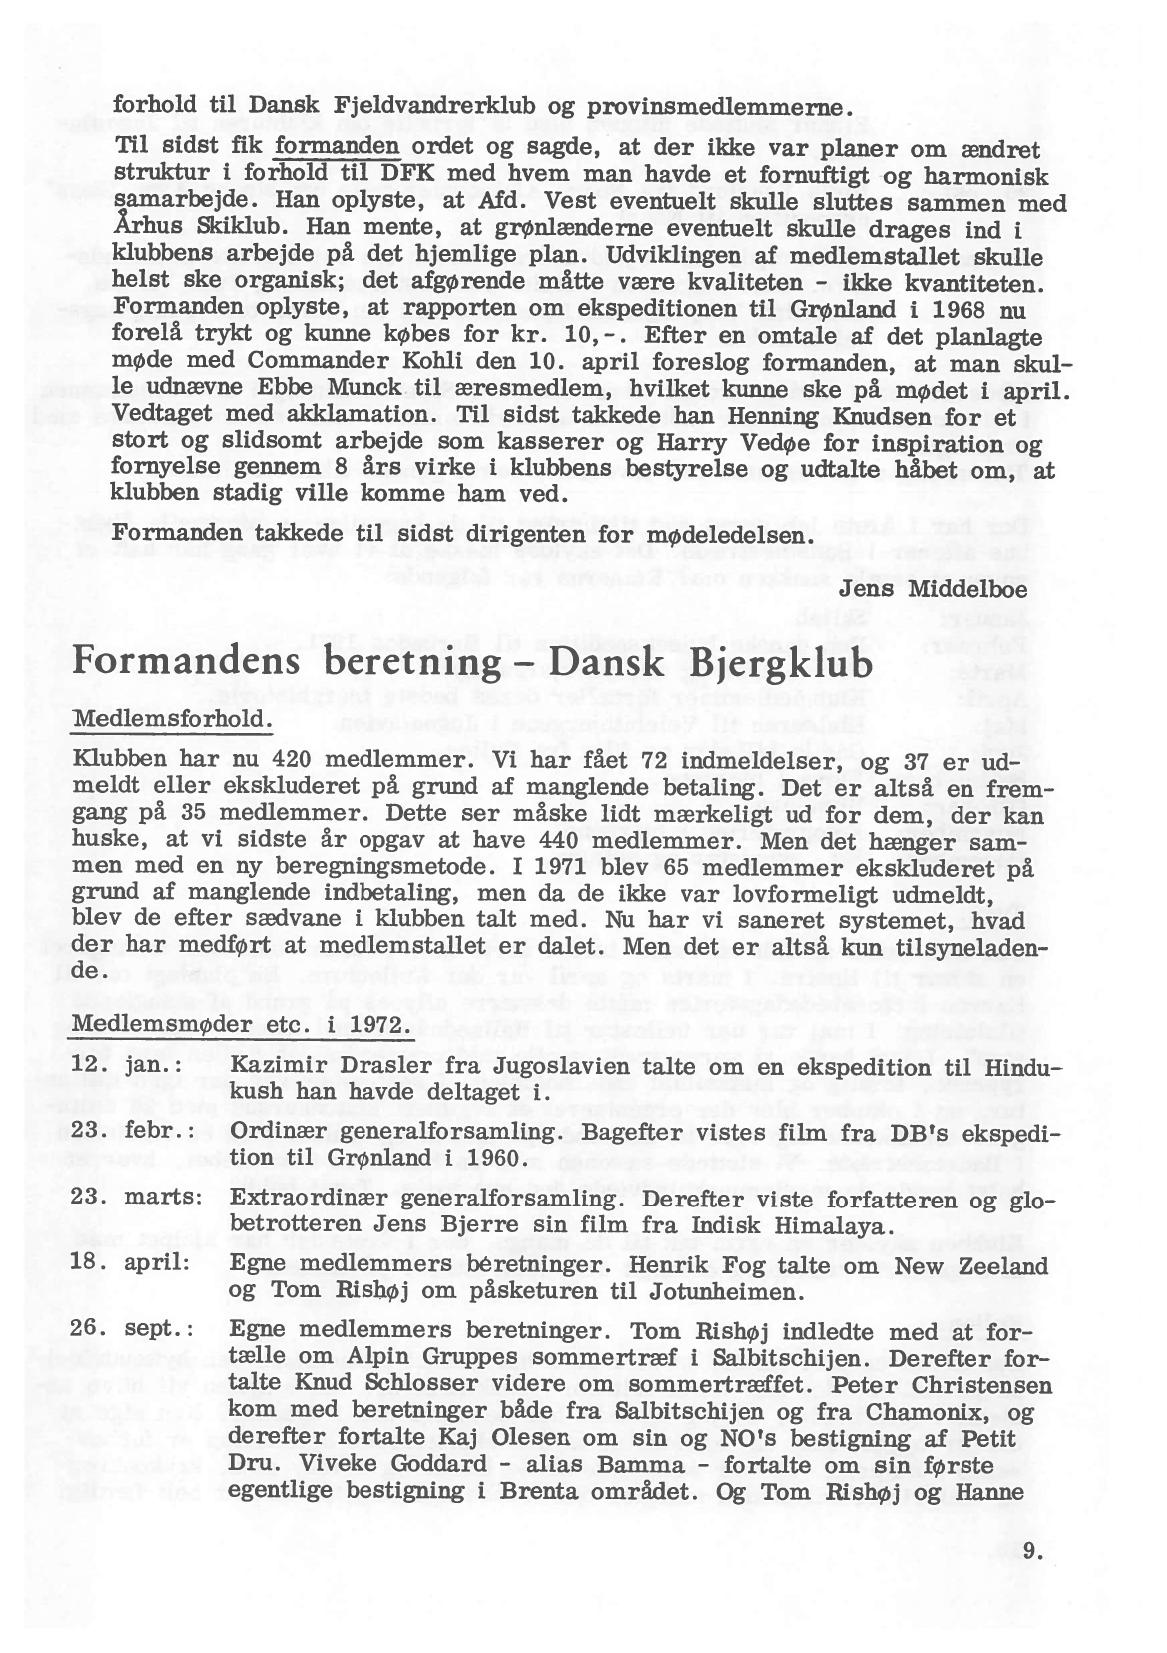 forhold til Dansk Fjeldvandrerklub og provinsmedlemmerne.
Til sidst fik formanden ordet og sagde, at der ikke var planer om ændret
struktur i forhold til DFK med hvem man havde et fornuftigt og harmonisk
samarbejde. Han oplyste, at Afd. Vest eventuelt skulle sluttes sammen med
Århus Skiklub. Han mente, at grønlænderne eventuelt skulle drages ind i
klubbens arbejde på det hjemlige plan. Udviklingen af medlemstallet skulle
helst ske organisk; det afgørende måtte være kvaliteten - ikke kvantiteten.
Formanden oplyste, at rapporten om ekspeditionen til Grønland i 1968 nu
forelå trykt og kunne købes for kr. 10,-. Efter en omtale af det planlagte
møde med Commander Kohli den 10. april foreslog formanden, at man skul-
le udnævne Ebbe Munck til æresmedlem, hvilket kunne ske på mødet i april.
Vedtaget med akklamation. Til sidst takkede han Henning Knudsen for et
stort og slidsomt arbejde som kasserer og Harry Vedøe for inspiration og
fornyelse gennem 8 års virke i klubbens bestyrelse og udtalte håbet om, at
klubben stadig ville komme ham ved.
Formanden takkede til sidst dirigenten for mødeledelsen.
Jens Middelboe
Formandens beretning - Dansk Bjergklub
Medlemsforhold.
Klubben har nu 420 medlemmer. Vi har fået 72 indmeldelser, og 37 er ud-
meldt eller ekskluderet på grund af manglende betaling. Det er altså en frem-
gang på 35 medlemmer. Dette ser måske lidt mærkeligt ud for dem, der kan
huske, at vi sidste år opgav at have 440 medlemmer. Men det hænger sam-
men med en ny beregningsmetode. I 1971 blev 65 medlemmer ekskluderet på
grund af manglende indbetaling, men da de ikke var lovformeligt udmeldt,
blev de efter sædvane i klubben talt med. Nu har vi saneret systemet, hvad
der har medført at medlemstallet er dalet. Men det er altså kun tilsyneladen-
de.
Medlemsmøder etc. i 1972.
12. jan.: Kazimir Drasler fra Jugoslavien talte om en ekspedition til Hindu-
kush han havde deltaget i.
23. febr.: Ordinær generalforsamling. Bagefter vistes film fra DB's ekspedi-
tion til Grønland i 1960.
23. marts: Extraordinær generalforsamling. Derefter viste forfatteren og glo-
betrotteren Jens Bjerre sin film fra Indisk Himalaya.
18. april: Egne medlemmers beretninger. Henrik Fog talte om New Zeeland
og Tom Rishøj om påsketuren til Jotunheimen.
26. sept.: Egne medlemmers beretninger. Tom Rishøj indledte med at for-
tælle om Alpin Gruppes sommertræf i Salbitschijen. Derefter for-
talte Knud Schlosser videre om sommertræffet. Peter Christensen
kom med beretninger både fra Salbitschijen og fra Chamonix, og
derefter fortalte Kaj Olesen om sin og NO's bestigning af Petit
Dru. Viveke Goddard - alias Bamma - fortalte om sin første
egentlige bestigning i Brenta området. Og Tom Rishøj og Hanne
9.